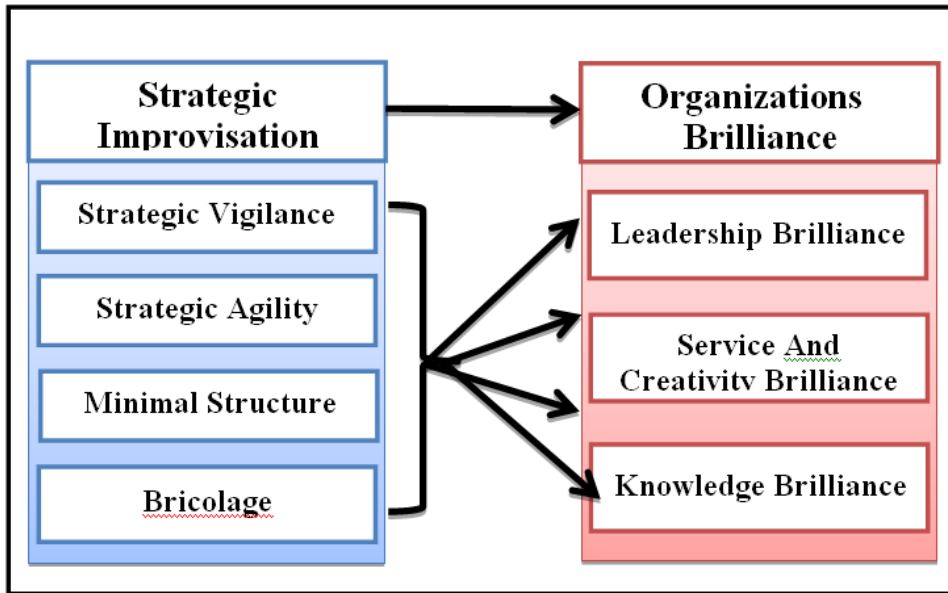 Strategic
Improvisation
Strategic Vigilance
Strategic Agility
Minimal Structure
Bricolage
Organizations
Brilliance
Leadership Brilliance
Service And
Creativity Brilliance
Knowledge Brilliance